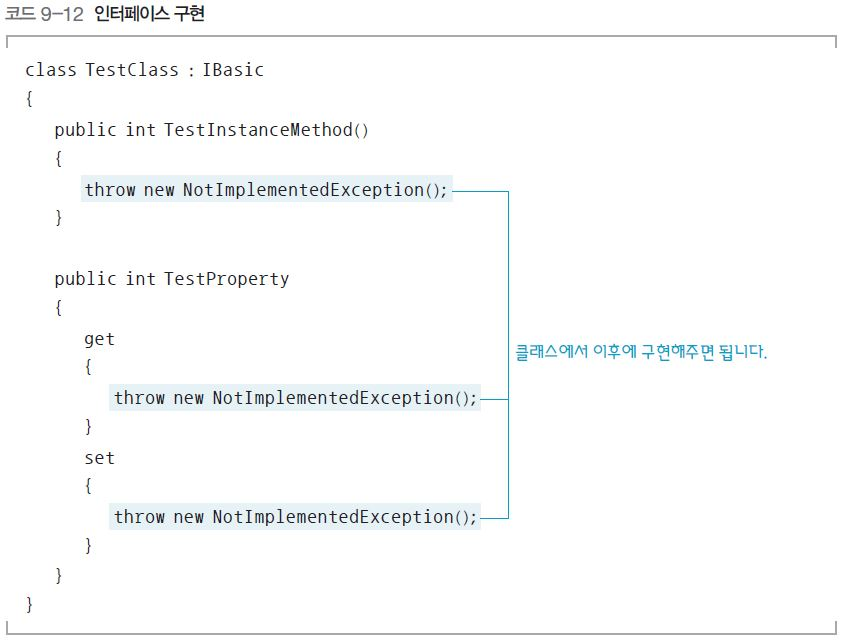 코드 9-12 인터페이스 구현
class TestClass : IBasic
{
public int TestInstanceMethod()
{
throw new NotImplementedException();
}
public int TestProperty
{
get
{
클래스에서 이후에 구현해주면 됩니다.
throw new NotImplementedException();
}
set
{
throw new NotImplementedException();
}
}
}